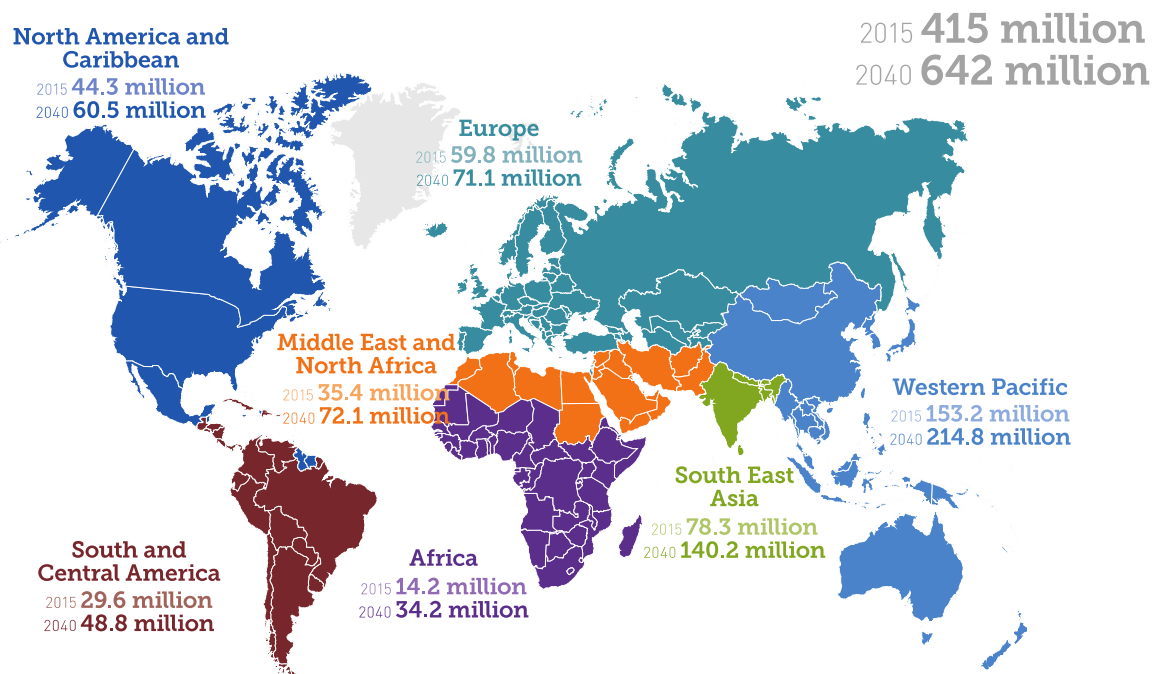 2015 415 million
2040 642 million
North America and
Caribbean
2015 44.3 million
2040 60.5 million
Europe
2015 59.8 million
2040 71.1 million
Middle East and
North Africa
2015 35.4 million
2040 72.1 million
Western Pacific
2015 153.2 million
2040 214.8 million
South East
Asia
2015 78.3 million
2040 140.2 million
South and
Central America
2015 29.6 million
2040 48.8 million
Africa
2015 14.2 million
2040 34.2 million